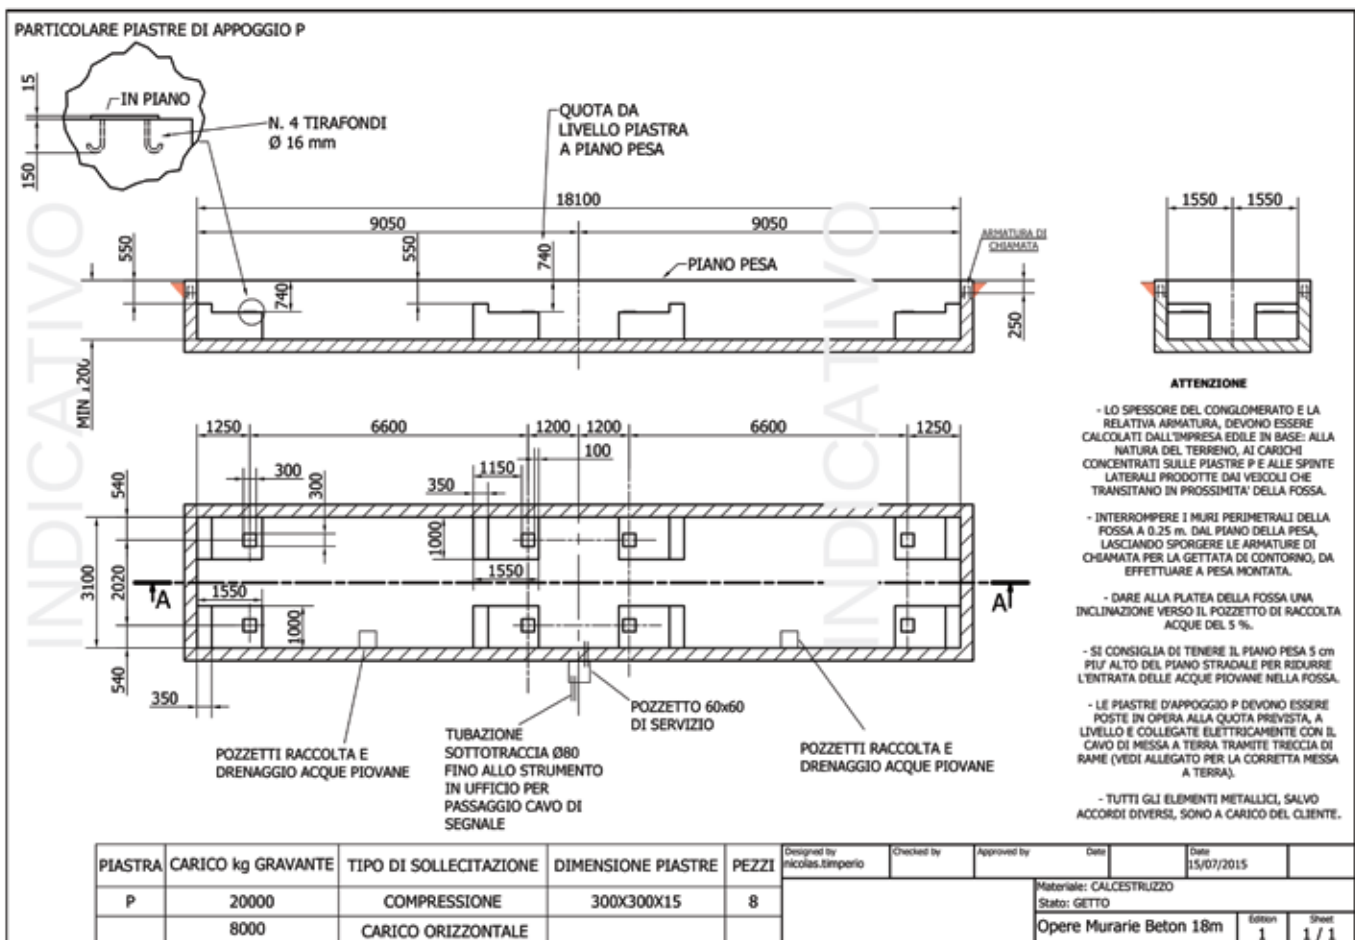 PARTICOLARE PIASTRE DI APPOGGIO P
15
IN PIANO
N. 4 TIRAFONDI
Ø 16 mm
150
QUOTA DA
LIVELLO PIASTRA
A PIANO PESA
18100
9050
9050
550
550
740
740
PIANO PESA
ARMATURA DI
CHIAMATA
250
MIN 1200
1550
1550
INDICATIVO
INDICATIVO
1250
6600
1200
1200
6600
1250
540
300
300
1150
350
100
1000
1550
3100
2020
A
A
1550
1000
540
350
POZZETTI RACCOLTA E
DRENAGGIO ACQUE PIOVANE
TUBAZIONE
SOTTOTRACCIA Ø80
FINO ALLO STRUMENTO
IN UFFICIO PER
PASSAGGIO CAVO DI
SEGNALE
POZZETTO 60x60
DI SERVIZIO
POZZETTI RACCOLTA E
DRENAGGIO ACQUE PIOVANE
ATTENZIONE
- LO SPESSORE DEL CONGLOMERATO E LA
RELATIVA ARMATURA, DEVONO ESSERE
CALCOLATI DALL'IMPRESA EDILE IN BASE: ALLA
NATURA DEL TERRENO, AI CARICHI
CONCENTRATI SULLE PIASTRE P E ALLE SPINTE
LATERALI PRODOTTE DAI VEICOLI CHE
TRANSITANO IN PROSSIMITA' DELLA FOSSA.
- INTERROMPERE I MURI PERIMETRALI DELLA
FOSSA A 0.25 m. DAL PIANO DELLA PESA,
LASCIANDO SPORGERE LE ARMATURE DI
CHIAMATA PER LA GETTATA DI CONTORNO, DA
EFFETTUARE A PESA MONTATA.
- DARE ALLA PLATEA DELLA FOSSA UNA
INCLINAZIONE VERSO IL POZZETTO DI RACCOLTA
ACQUE DEL 5 %.
- SI CONSIGLIA DI TENERE IL PIANO PESA 5 cm
PIU' ALTO DEL PIANO STRADALE PER RIDURRE
L'ENTRATA DELLE ACQUE PIOVANE NELLA FOSSA.
- LE PIASTRE D'APPOGGIO P DEVONO ESSERE
POSTE IN OPERA ALLA QUOTA PREVISTA, A
LIVELLO E COLLEGATE ELETTRICAMENTE CON IL
CAVO DI MESSA A TERRA TRAMITE TRECCIA DI
RAME (VEDI ALLEGATO PER LA CORRETTA MESSA
A TERRA).
- TUTTI GLI ELEMENTI METALLICI, SALVO
ACCORDI DIVERSI, SONO A CARICO DEL CLIENTE.
PIASTRA CARICO kg GRAVANTE TIPO DI SOLLECITAZIONE DIMENSIONE PIASTRE PEZZI
P 20000 COMPRESSIONE 300X300X15 8
8000 CARICO ORIZZONTALE
Designed by
nicolas.timperio
Checked by
Approved by
Date
Date
15/07/2015
Materiale: CALCESTRUZZO
Stato: GETTO
Opere Murarie Beton 18m
Edition
1
Sheet
1 / 1